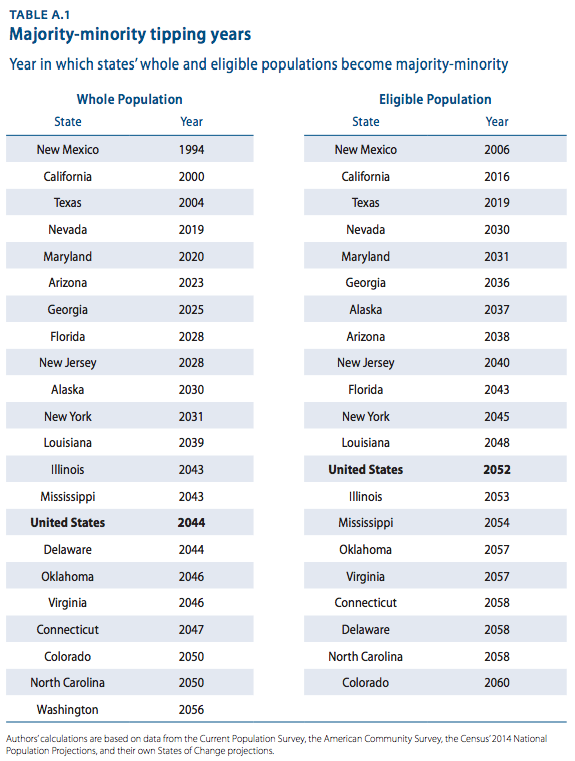 TABLE A.1
Majority-minority tipping years
Year in which states’ whole and eligible populations become majority-minority
Whole Population
State Year
New Mexico 1994
California 2000
Texas 2004
Nevada 2019
Maryland 2020
Arizona 2023
Georgia 2025
Florida 2028
New Jersey 2028
Alaska 2030
New York 2031
Louisiana 2039
Illinois 2043
Mississippi 2043
United States 2044
Delaware 2044
Oklahoma 2046
Virginia 2046
Connecticut 2047
Colorado 2050
North Carolina 2050
Washington 2056
Eligible Population
State Year
New Mexico 2006
California 2016
Texas 2019
Nevada 2030
Maryland 2031
Georgia 2036
Alaska 2037
Arizona 2038
New Jersey 2040
Florida 2043
New York 2045
Louisiana 2048
United States 2052
Illinois 2053
Mississippi 2054
Oklahoma 2057
Virginia 2057
Connecticut 2058
Delaware 2058
North Carolina 2058
Colorado 2060
Authors’ calculations are based on data from the Current Population Survey, the American Community Survey, the Census’ 2014 National
Population Projections, and their own States of Change projections.